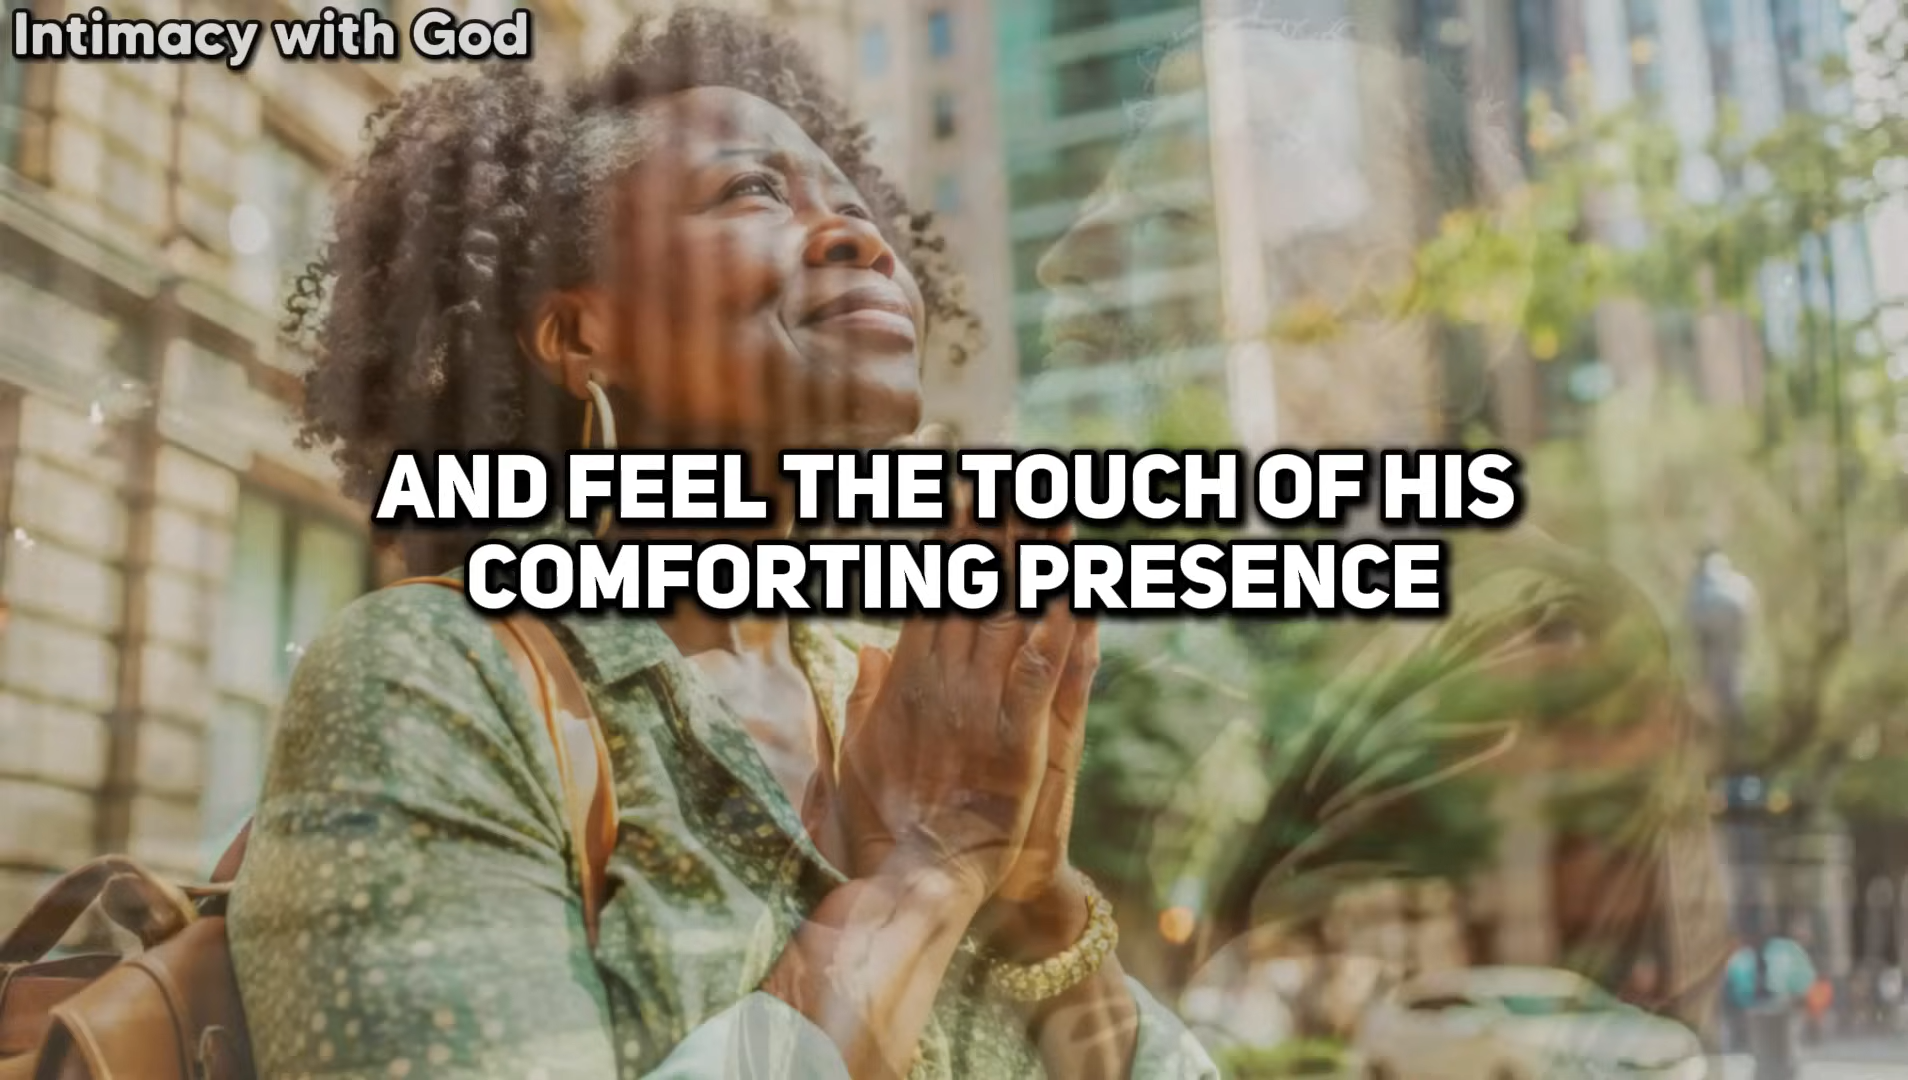 Intimacy with God
AND FEEL THE TOUCH OF HIS
COMFORTING PRESENCE